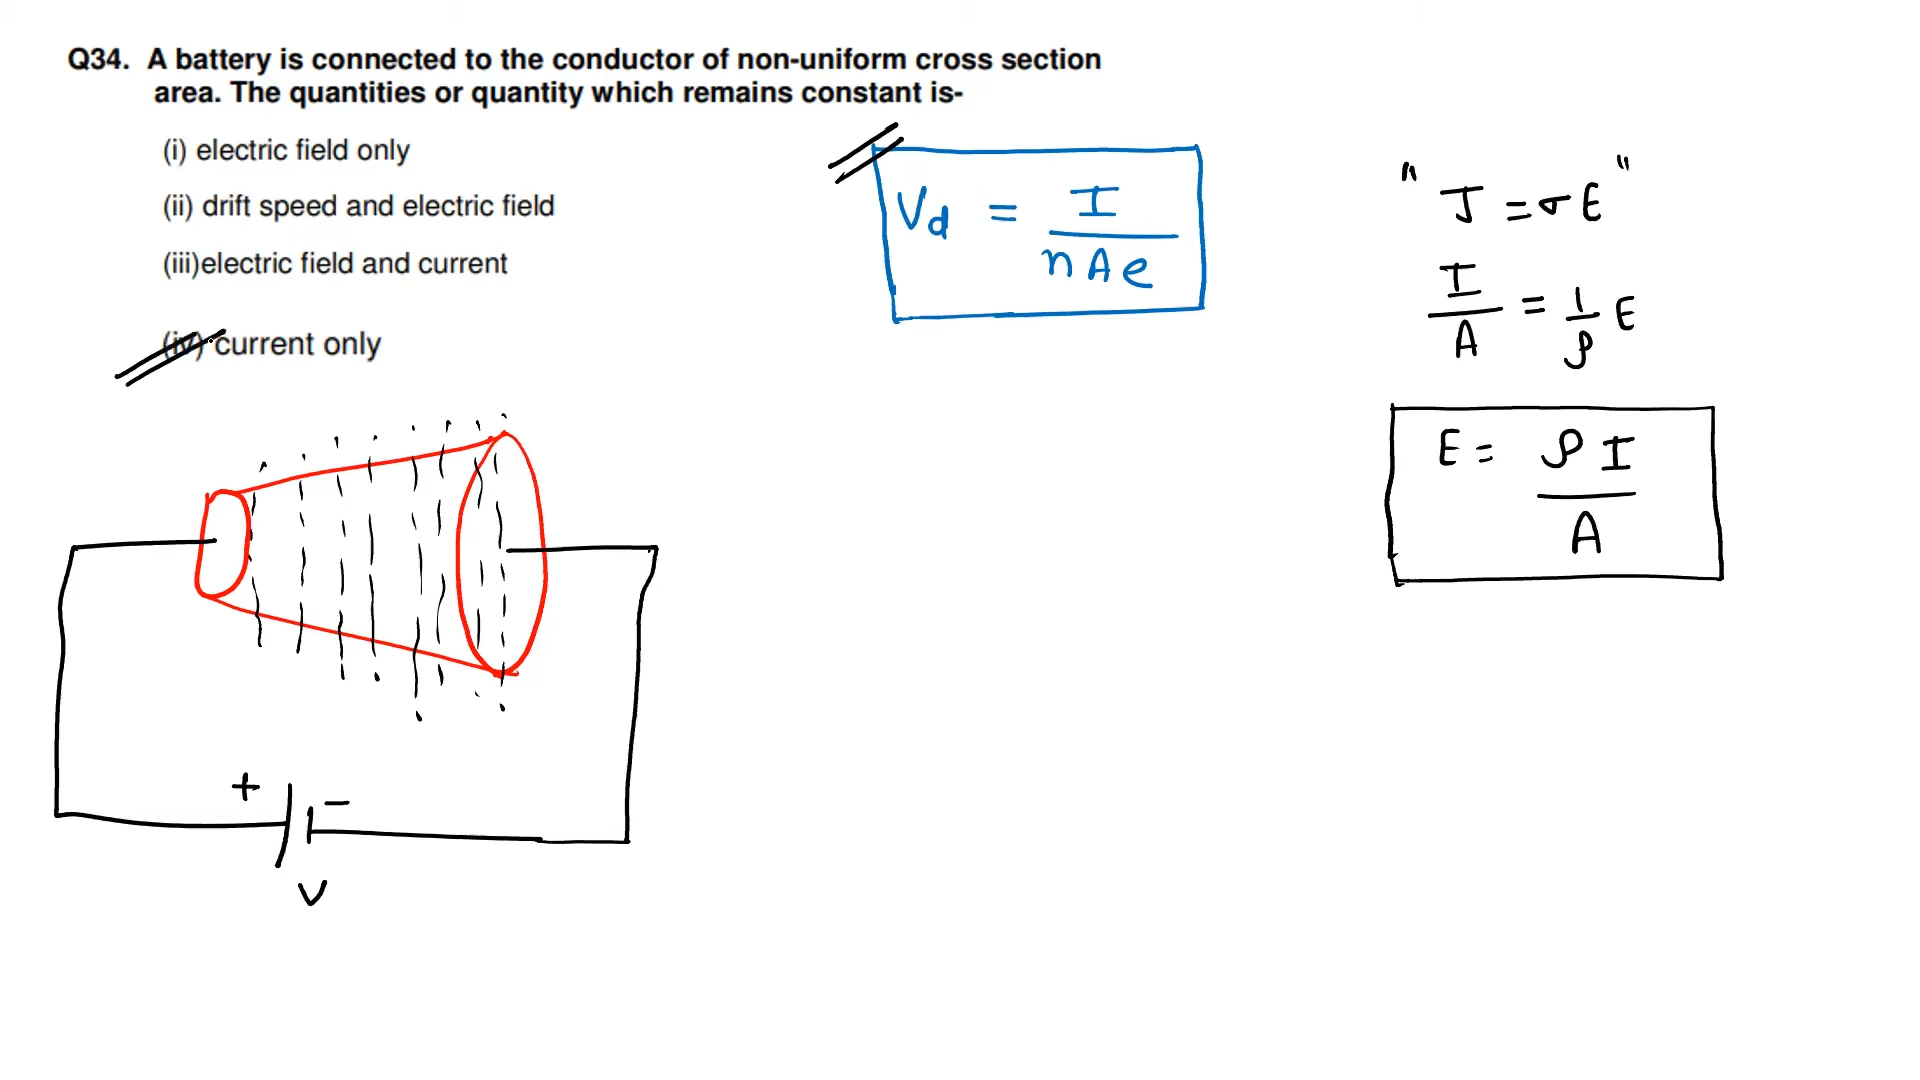 Q34. A battery is connected to the conductor of non-uniform cross section
area. The quantities or quantity which remains constant is-
(i) electric field only
(ii) drift speed and electric field
(iii)electric field and current
(iv) current only
Vd = I / nAe
" J = σE "
I / A = 1 / ρ E
E = ρI / A
+ -
V